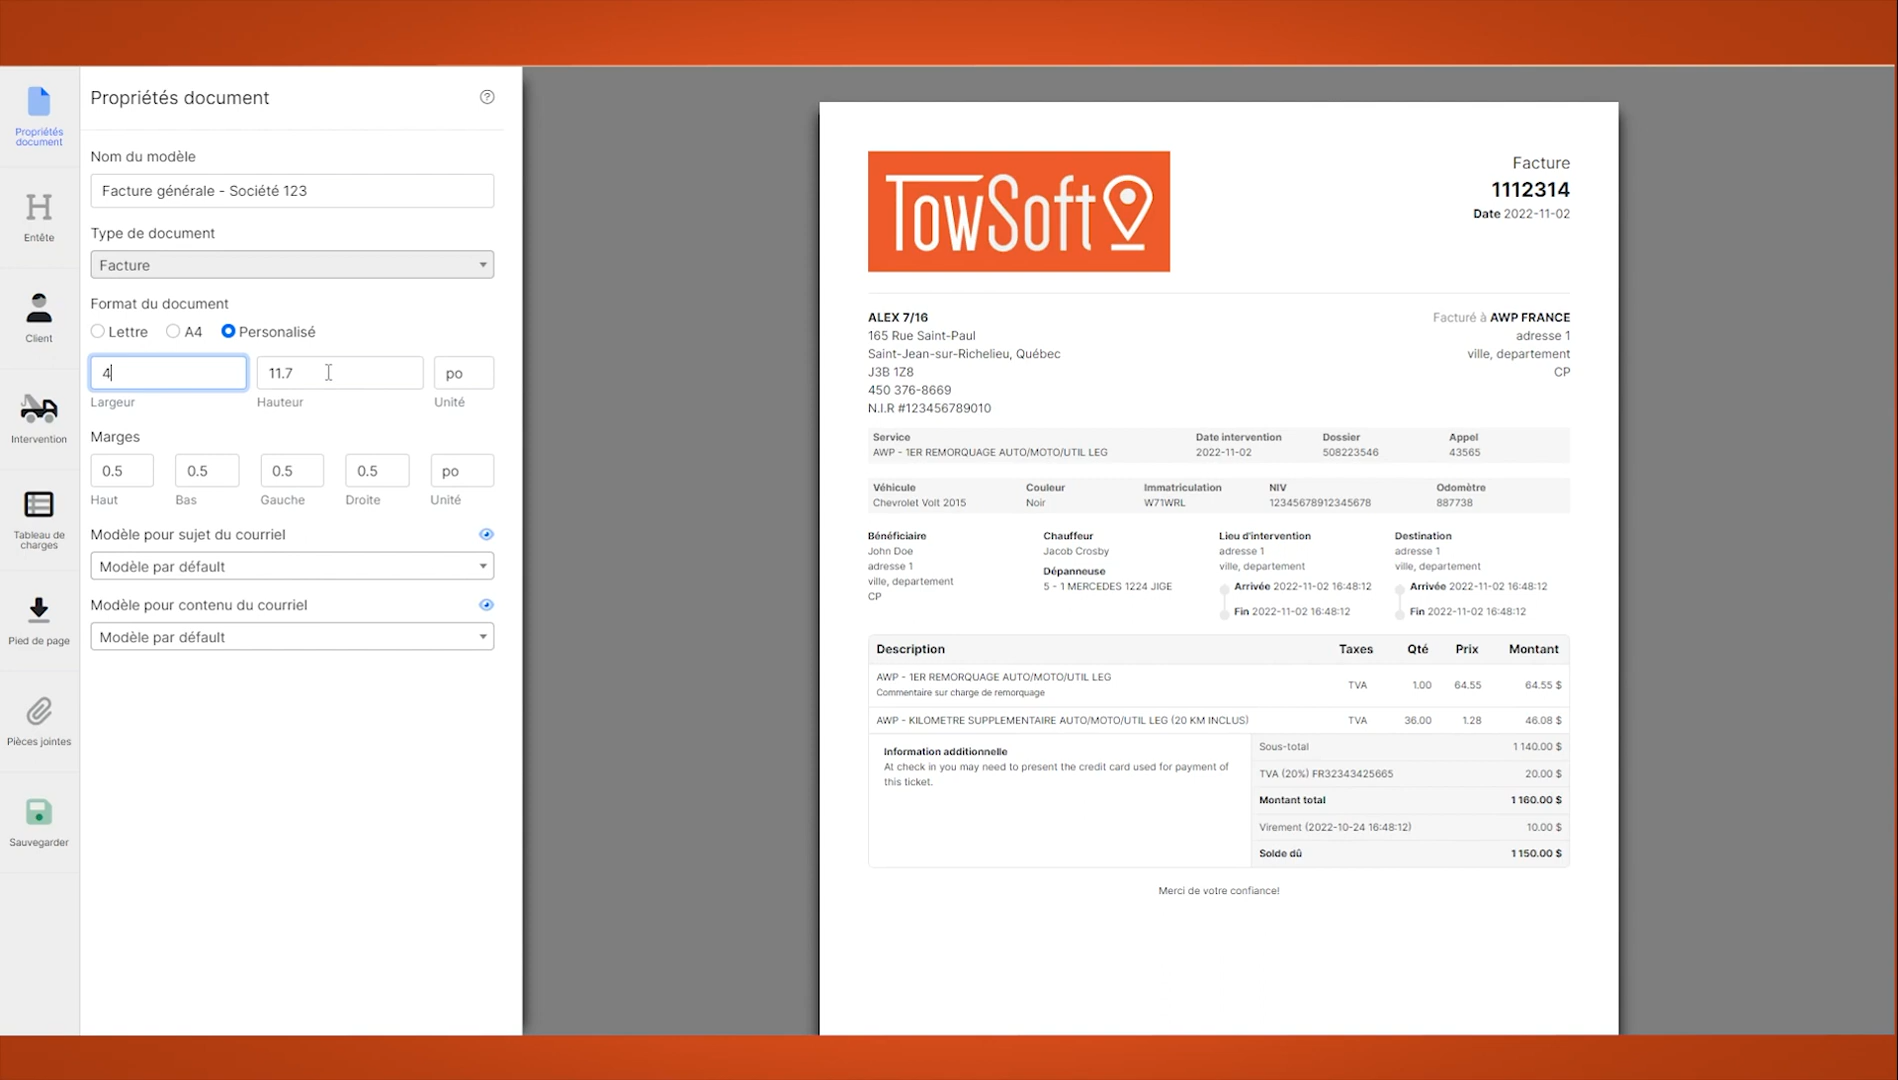 Propriétés document
Entête
Client
Intervention
Tableau de charges
Pied de page
Pièces jointes
Sauvegarder
Propriétés document
?
Nom du modèle
Facture générale - Société 123
Type de document
Facture
Format du document
Lettre A4 Personalisé
4 11.7 po
Largeur Hauteur Unité
Marges
0.5 0.5 0.5 0.5 po
Haut Bas Gauche Droite Unité
Modèle pour sujet du courriel
Modèle par défault
Modèle pour contenu du courriel
Modèle par défault
TowSoft
Facture
1112314
Date 2022-11-02
ALEX 7/16
165 Rue Saint-Paul
Saint-Jean-sur-Richelieu, Québec
J3B 1Z8
450 376-8669
N.I.R #123456789010
Facturé à AWP FRANCE
adresse 1
ville, departement
CP
Service Date intervention Dossier Appel
AWP - 1ER REMORQUAGE AUTO/MOTO/UTIL LEG 2022-11-02 508223546 43565
Véhicule Couleur Immatriculation NIV Odomètre
Chevrolet Volt 2015 Noir W71WRL 12345678912345678 887738
Bénéficiaire
John Doe
adresse 1
ville, departement
CP
Chauffeur
Jacob Crosby
Dépanneuse
5 - 1 MERCEDES 1224 JIGE
Lieu d'intervention
adresse 1
ville, departement
Arrivée 2022-11-02 16:48:12
Fin 2022-11-02 16:48:12
Destination
adresse 1
ville, departement
Arrivée 2022-11-02 16:48:12
Fin 2022-11-02 16:48:12
Description Taxes Qté Prix Montant
AWP - 1ER REMORQUAGE AUTO/MOTO/UTIL LEG
Commentaire sur charge de remorquage
TVA 1.00 64.55 64.55 $
AWP - KILOMETRE SUPPLEMENTAIRE AUTO/MOTO/UTIL LEG (20 KM INCLUS) TVA 36.00 1.28 46.08 $
Information additionnelle
At check in you may need to present the credit card used for payment of
this ticket.
Sous-total 1 140.00 $
TVA (20%) FR32343425665 20.00 $
Montant total 1 160.00 $
Virement (2022-10-24 16:48:12) 10.00 $
Solde dû 1 150.00 $
Merci de votre confiance!